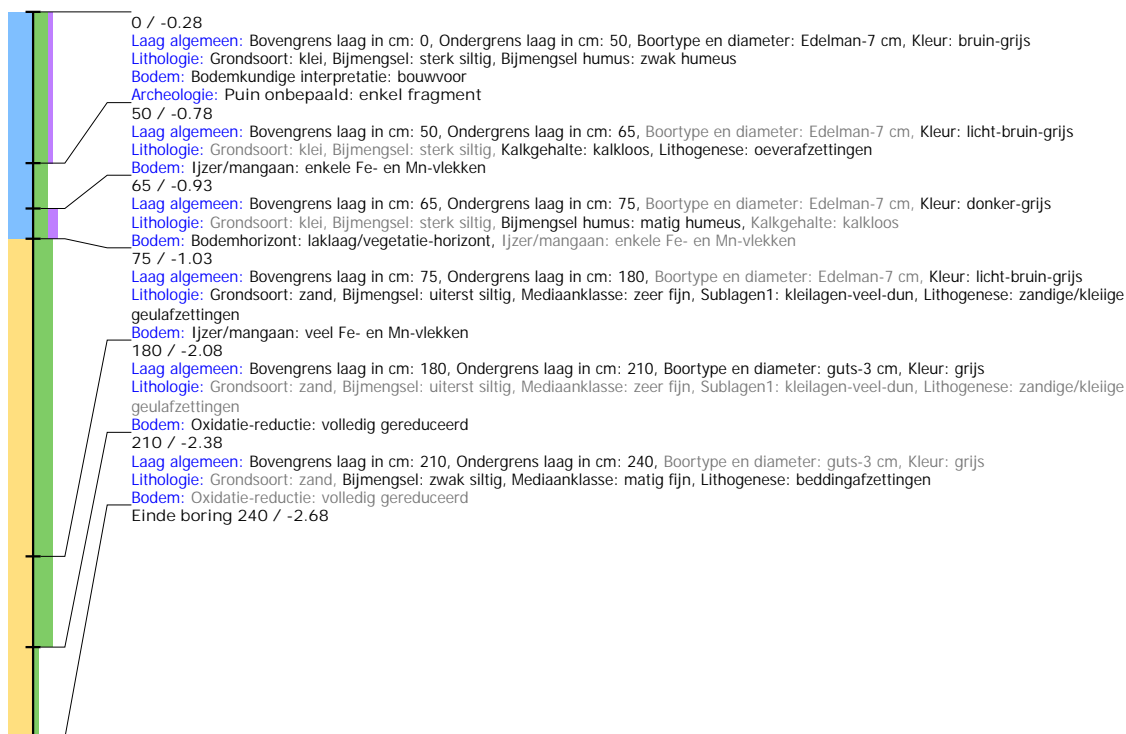 0 / -0.28
Laag algemeen: Bovengrens laag in cm: 0, Ondergrens laag in cm: 50, Boortype en diameter: Edelman-7 cm, Kleur: bruin-grijs
Lithologie: Grondsoort: klei, Bijmengsel: sterk siltig, Bijmengsel humus: zwak humeus
Bodem: Bodemkundige interpretatie: bouwvoor
Archeologie: Puin onbepaald: enkel fragment
50 / -0.78
Laag algemeen: Bovengrens laag in cm: 50, Ondergrens laag in cm: 65, Boortype en diameter: Edelman-7 cm, Kleur: licht-bruin-grijs
Lithologie: Grondsoort: klei, Bijmengsel: sterk siltig, Kalkgehalte: kalkloos, Lithogenese: oeverafzettingen
Bodem: Ijzer/mangaan: enkele Fe- en Mn-vlekken
65 / -0.93
Laag algemeen: Bovengrens laag in cm: 65, Ondergrens laag in cm: 75, Boortype en diameter: Edelman-7 cm, Kleur: donker-grijs
Lithologie: Grondsoort: klei, Bijmengsel: sterk siltig, Bijmengsel humus: matig humeus, Kalkgehalte: kalkloos
Bodem: Bodemhorizont: laklaag/vegetatie-horizont, Ijzer/mangaan: enkele Fe- en Mn-vlekken
75 / -1.03
Laag algemeen: Bovengrens laag in cm: 75, Ondergrens laag in cm: 180, Boortype en diameter: Edelman-7 cm, Kleur: licht-bruin-grijs
Lithologie: Grondsoort: zand, Bijmengsel: uiterst siltig, Mediaanklasse: zeer fijn, Sublagen1: kleilagen-veel-dun, Lithogenese: zandige/kleiige
geulafzettingen
Bodem: Ijzer/mangaan: veel Fe- en Mn-vlekken
180 / -2.08
Laag algemeen: Bovengrens laag in cm: 180, Ondergrens laag in cm: 210, Boortype en diameter: guts-3 cm, Kleur: grijs
Lithologie: Grondsoort: zand, Bijmengsel: uiterst siltig, Mediaanklasse: zeer fijn, Sublagen1: kleilagen-veel-dun, Lithogenese: zandige/kleiige
geulafzettingen
Bodem: Oxidatie-reductie: volledig gereduceerd
210 / -2.38
Laag algemeen: Bovengrens laag in cm: 210, Ondergrens laag in cm: 240, Boortype en diameter: guts-3 cm, Kleur: grijs
Lithologie: Grondsoort: zand, Bijmengsel: zwak siltig, Mediaanklasse: matig fijn, Lithogenese: beddingafzettingen
Bodem: Oxidatie-reductie: volledig gereduceerd
Einde boring 240 / -2.68